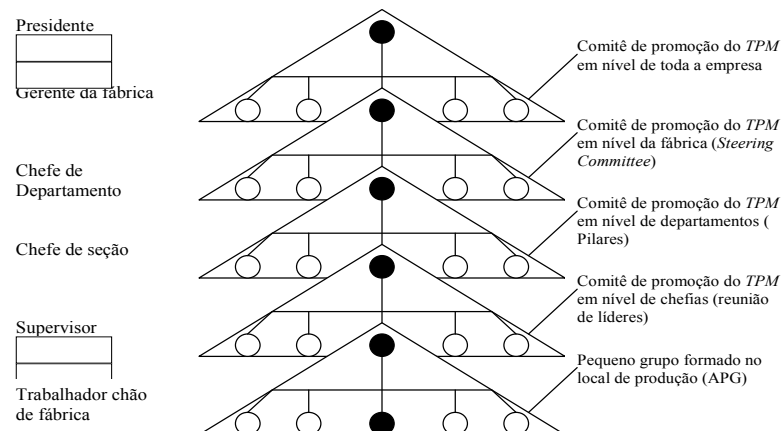 Presidente
Gerente da fábrica
Chefe de
Departamento
Chefe de seção
Supervisor
Trabalhador chão
de fábrica
Comitê de promoção do TPM
em nível de toda a empresa
Comitê de promoção do TPM
em nível da fábrica (Steering
Committee)
Comitê de promoção do TPM
em nível de departamentos (
Pilares)
Comitê de promoção do TPM
em nível de chefias (reunião
de líderes)
Pequeno grupo formado no
local de produção (APG)